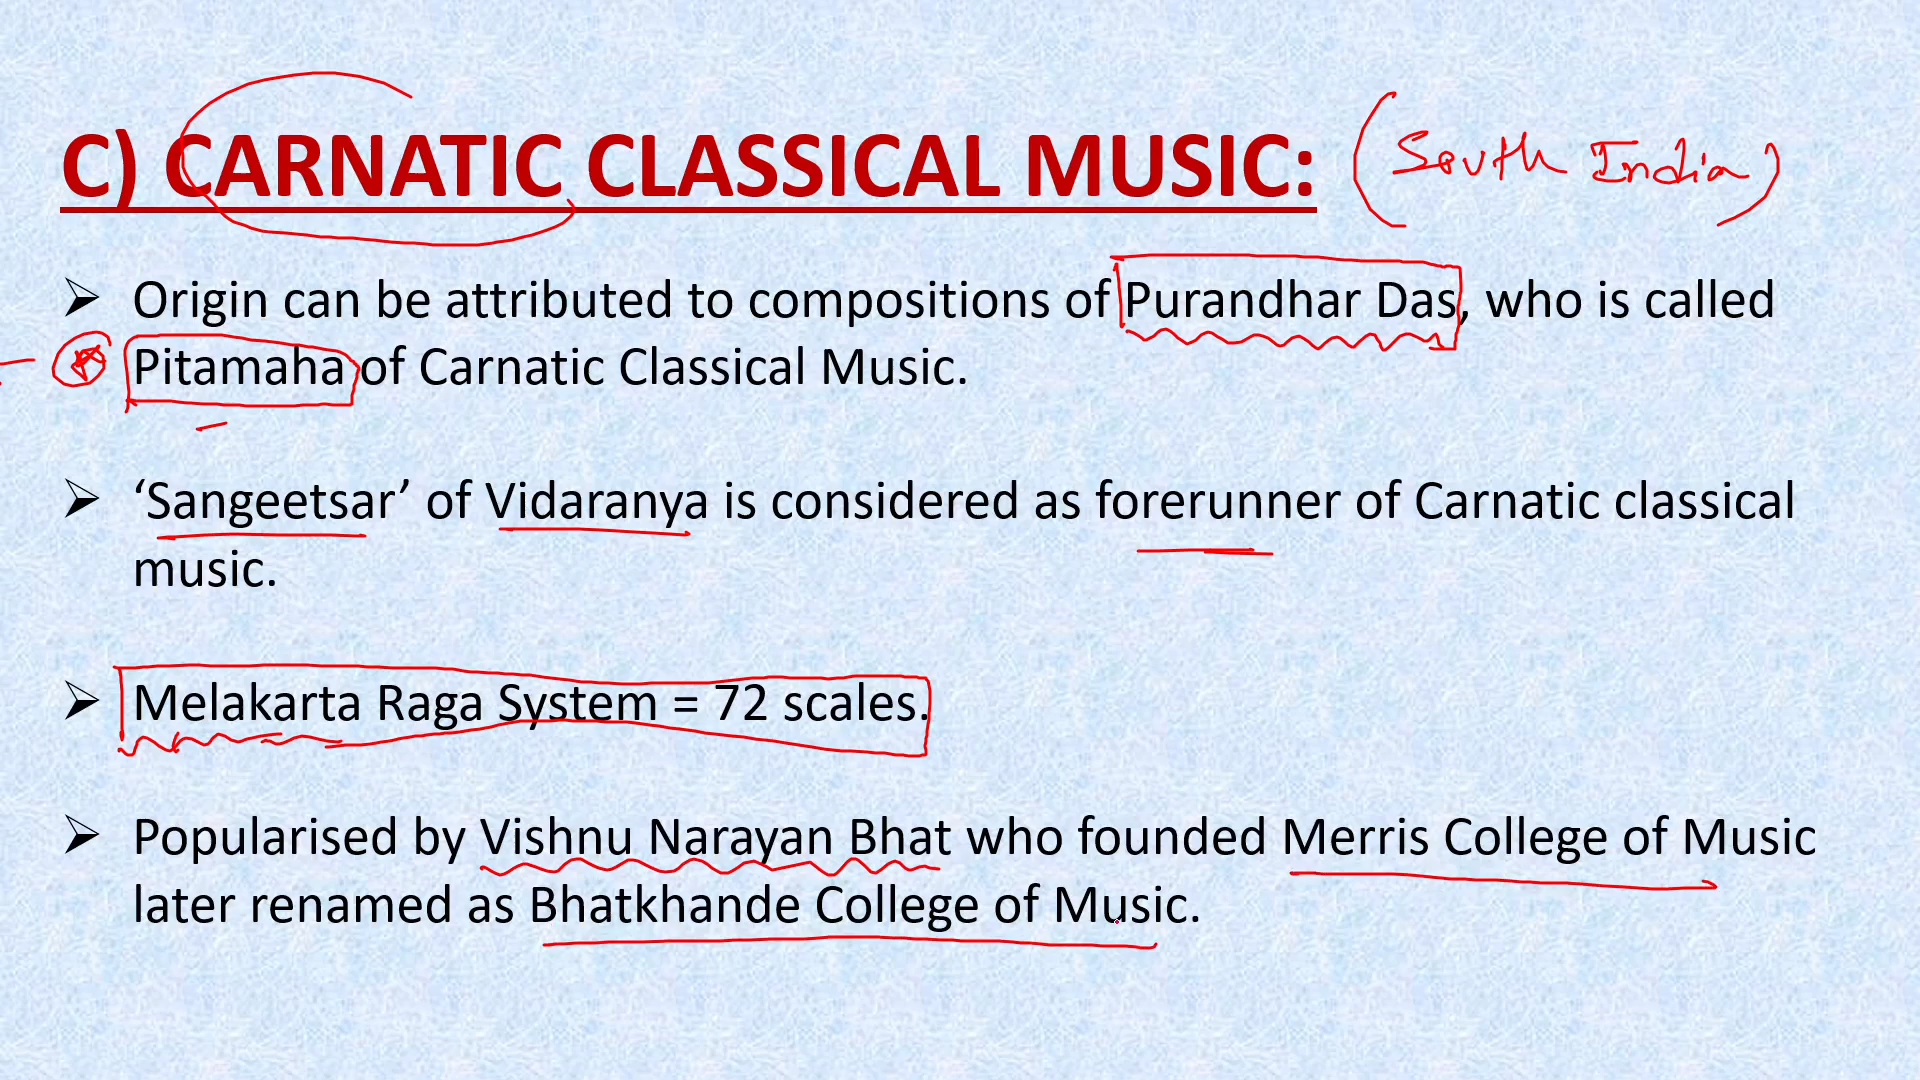 C) CARNATIC CLASSICAL MUSIC: (South India)
➢ Origin can be attributed to compositions of Purandhar Das, who is called
Pitamaha of Carnatic Classical Music.
➢ ‘Sangeetsar’ of Vidaranya is considered as forerunner of Carnatic classical
music.
➢ Melakarta Raga System = 72 scales.
➢ Popularised by Vishnu Narayan Bhat who founded Merris College of Music
later renamed as Bhatkhande College of Music.